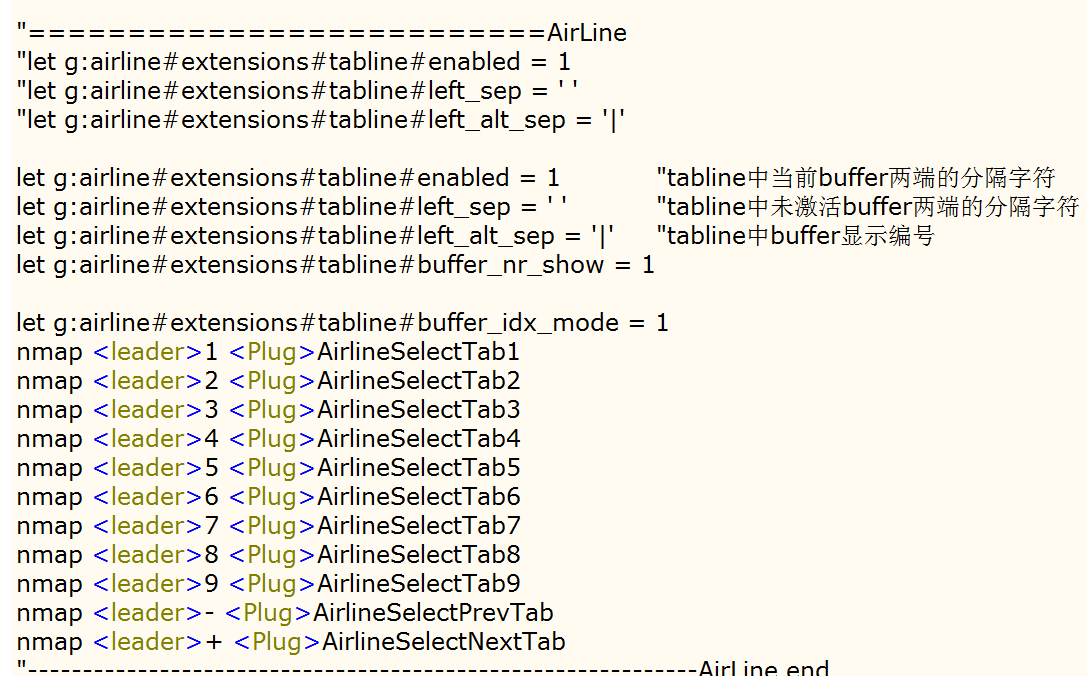 "==========================AirLine
"let g:airline#extensions#tabline#enabled = 1
"let g:airline#extensions#tabline#left_sep = ' '
"let g:airline#extensions#tabline#left_alt_sep = '|'
let g:airline#extensions#tabline#enabled = 1 "tabline中当前buffer两端的分隔字符
let g:airline#extensions#tabline#left_sep = ' ' "tabline中未激活buffer两端的分隔字符
let g:airline#extensions#tabline#left_alt_sep = '|' "tabline中buffer显示编号
let g:airline#extensions#tabline#buffer_nr_show = 1
let g:airline#extensions#tabline#buffer_idx_mode = 1
nmap <leader>1 <Plug>AirlineSelectTab1
nmap <leader>2 <Plug>AirlineSelectTab2
nmap <leader>3 <Plug>AirlineSelectTab3
nmap <leader>4 <Plug>AirlineSelectTab4
nmap <leader>5 <Plug>AirlineSelectTab5
nmap <leader>6 <Plug>AirlineSelectTab6
nmap <leader>7 <Plug>AirlineSelectTab7
nmap <leader>8 <Plug>AirlineSelectTab8
nmap <leader>9 <Plug>AirlineSelectTab9
nmap <leader>- <Plug>AirlineSelectPrevTab
nmap <leader>+ <Plug>AirlineSelectNextTab
"-------------------------------------------------------------AirLine end